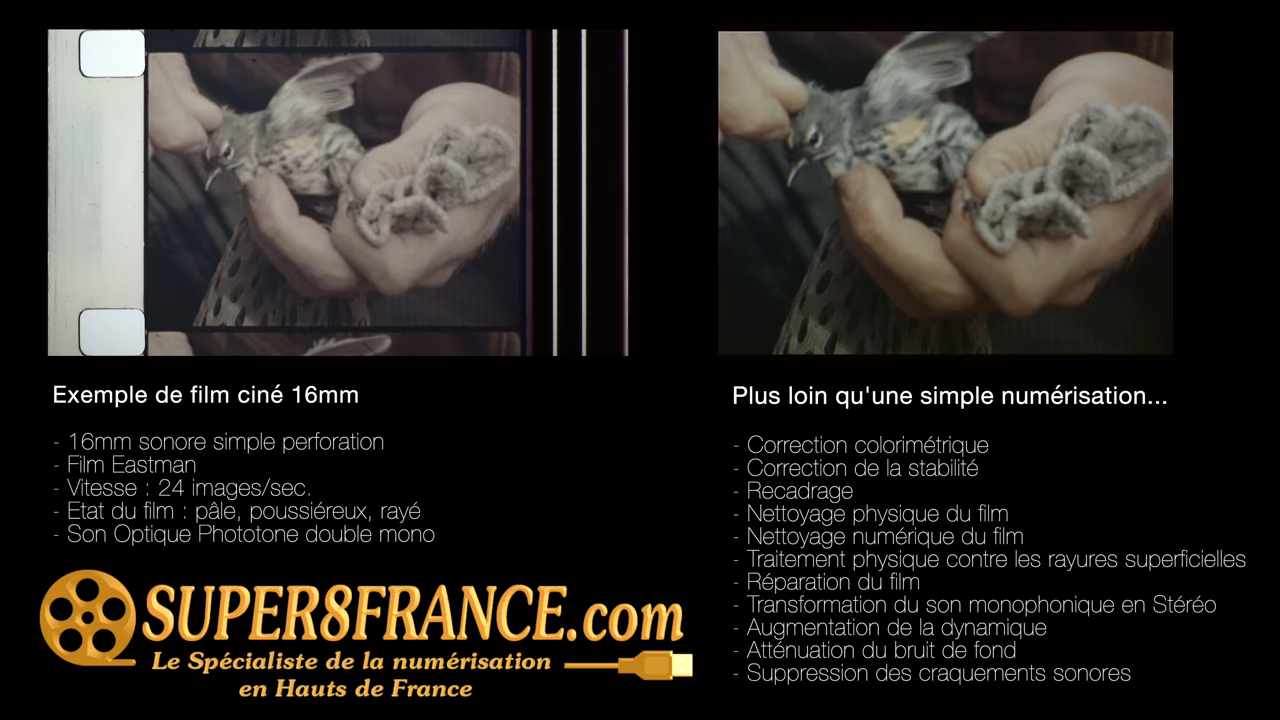 Exemple de film ciné 16mm
- 16mm sonore simple perforation
- Film Eastman
- Vitesse : 24 images/sec.
- Etat du film : pâle, poussiéreux, rayé
- Son Optique Phototone double mono
SUPER8FRANCE.com
Le Spécialiste de la numérisation
en Hauts de France
Plus loin qu'une simple numérisation...
- Correction colorimétrique
- Correction de la stabilité
- Recadrage
- Nettoyage physique du film
- Nettoyage numérique du film
- Traitement physique contre les rayures superficielles
- Réparation du film
- Transformation du son monophonique en Stéréo
- Augmentation de la dynamique
- Atténuation du bruit de fond
- Suppression des craquements sonores